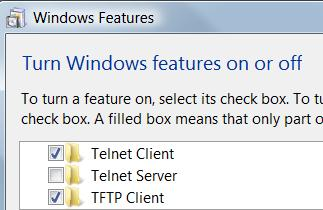 Windows Features
Turn Windows features on or off
To turn a feature on, select its check box. To
check box. A filled box means that only part o
Telnet Client
Telnet Server
TFTP Client